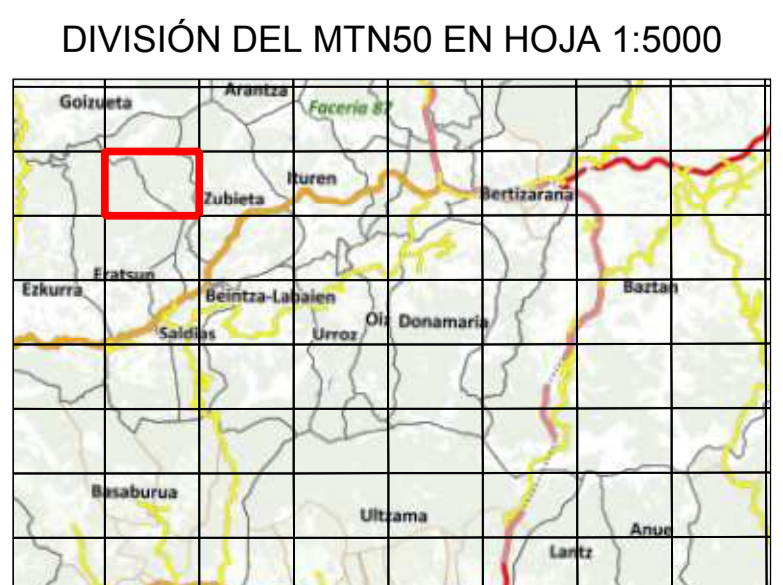 DIVISIÓN DEL MTN50 EN HOJA 1:5000
Arantza
Goizueta
Facería 87
Ituren
Zubieta
Bertizarana
Eratsun
Ezkurra
Baztan
Beintza-Labaien
Oiz
Donamaria
Saldias
Urroz
Basaburua
Ultzama
Anue
Lantz